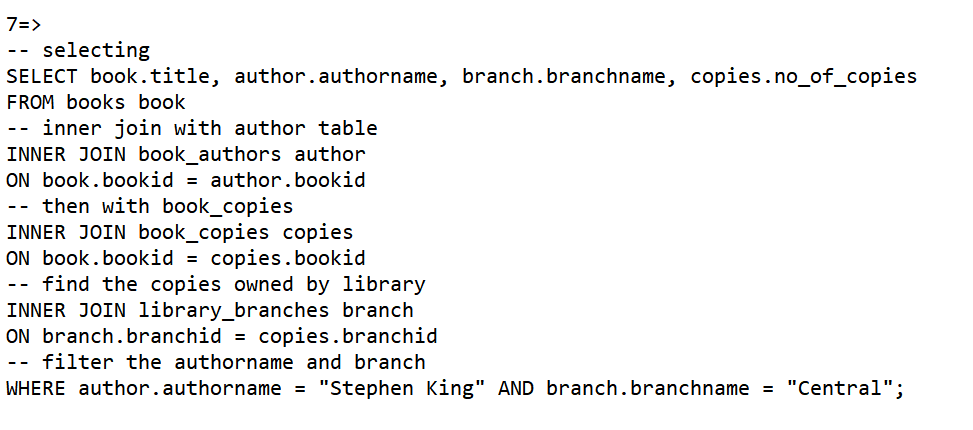 7=>
-- selecting
SELECT book.title, author.authorname, branch.branchname, copies.no_of_copies
FROM books book
-- inner join with author table
INNER JOIN book_authors author
ON book.bookid = author.bookid
-- then with book_copies
INNER JOIN book_copies copies
ON book.bookid = copies.bookid
-- find the copies owned by library
INNER JOIN library_branches branch
ON branch.branchid = copies.branchid
-- filter the authorname and branch
WHERE author.authorname = "Stephen King" AND branch.branchname = "Central";